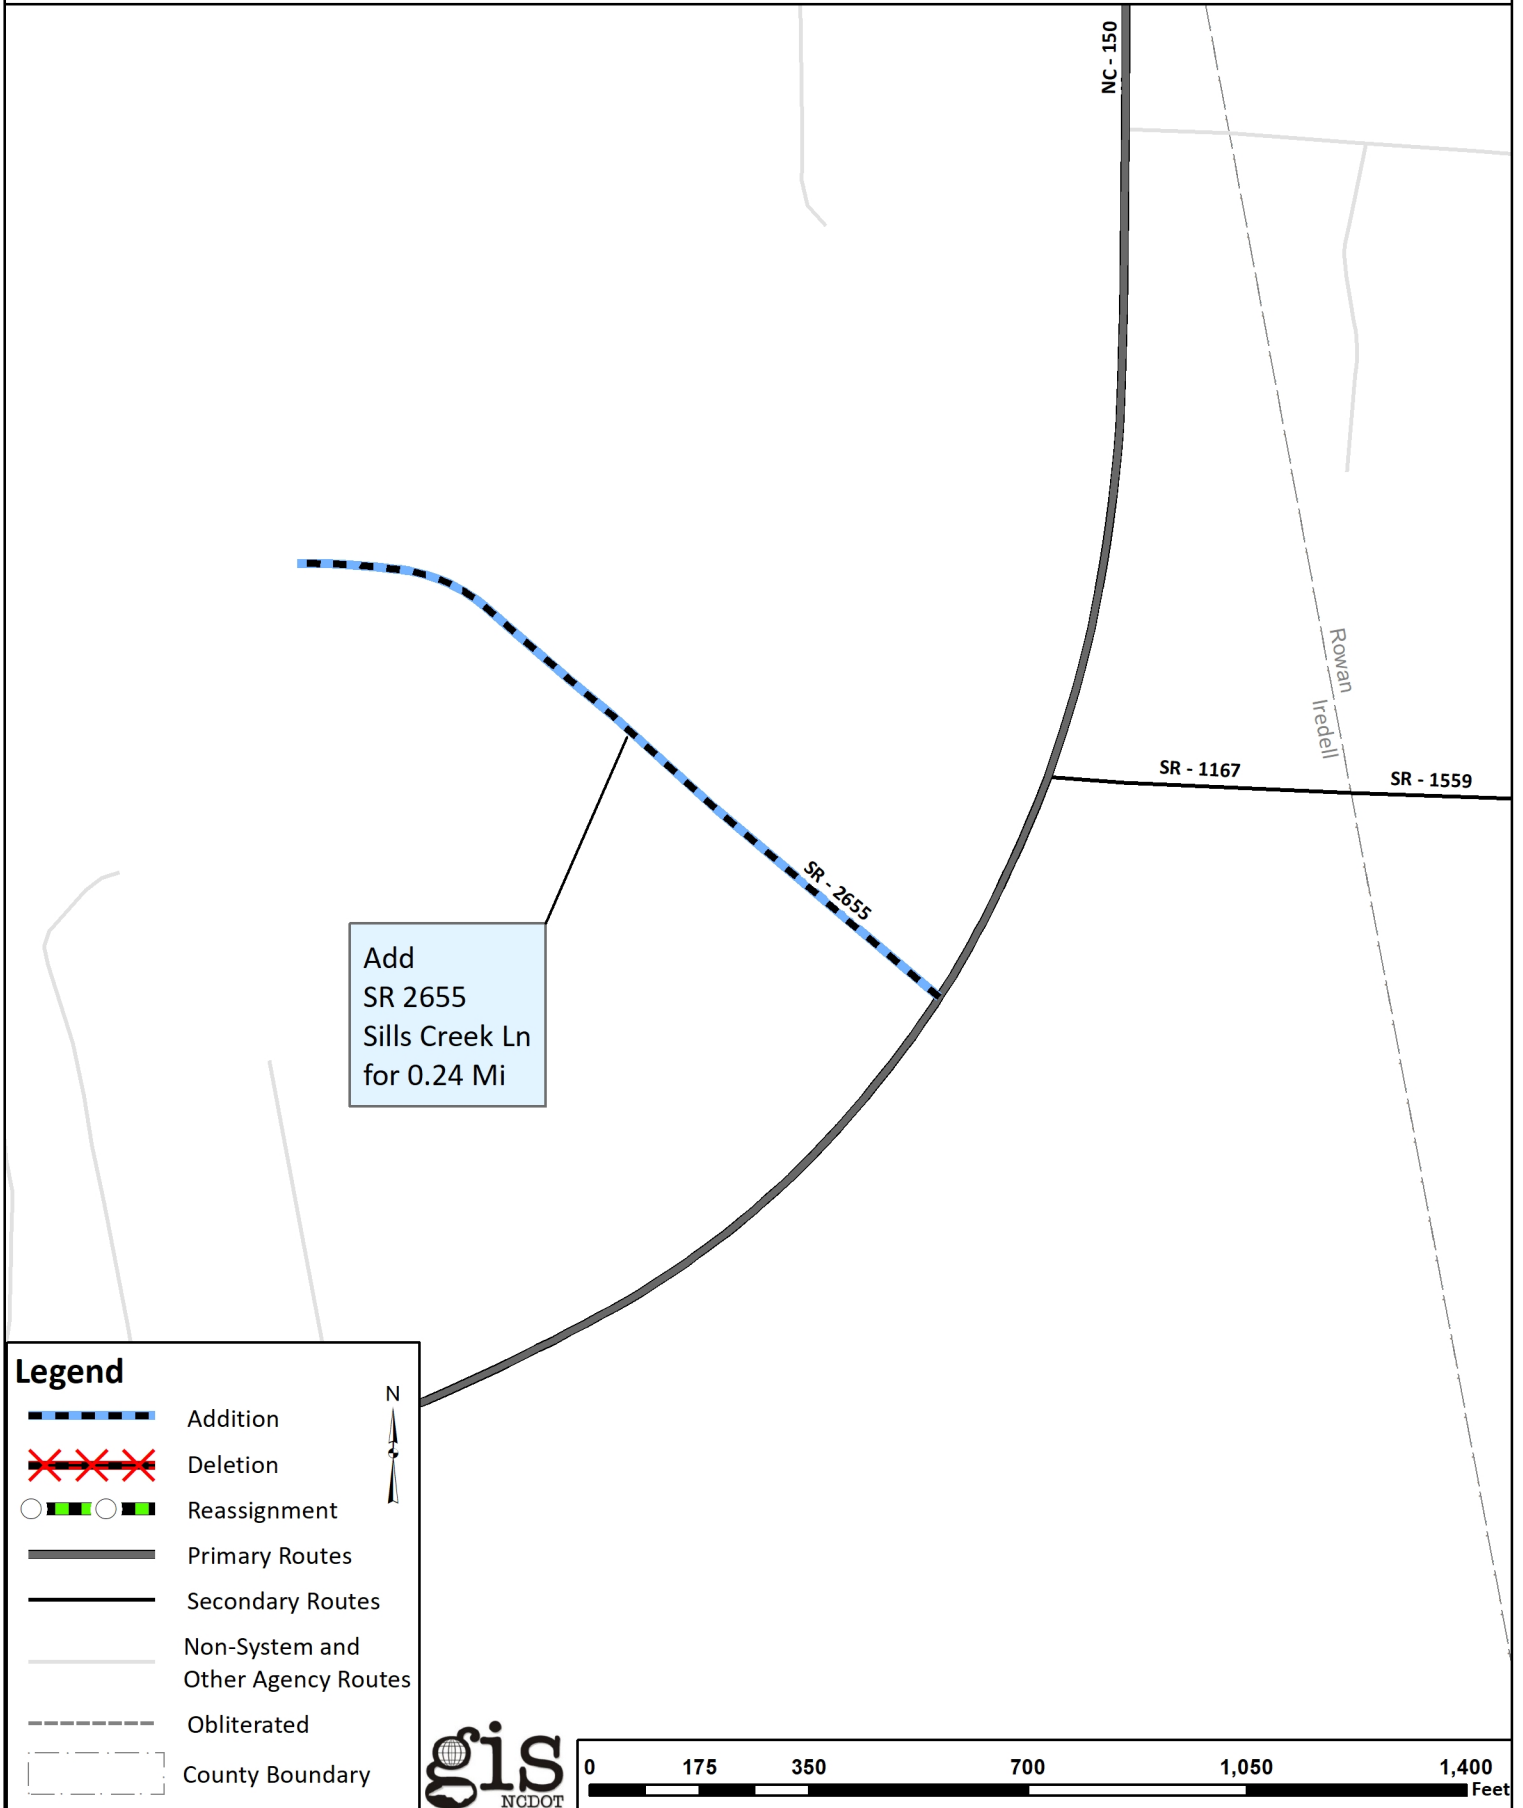 NC - 150
Rowan
Iredell
SR - 1167
SR - 1559
SR - 2655
Add
SR 2655
Sills Creek Ln
for 0.24 Mi
Legend
N
Addition
Deletion
Reassignment
Primary Routes
Secondary Routes
Non-System and
Other Agency Routes
Obliterated
County Boundary
gis
NCDOT
0 175 350 700 1,050 1,400
Feet